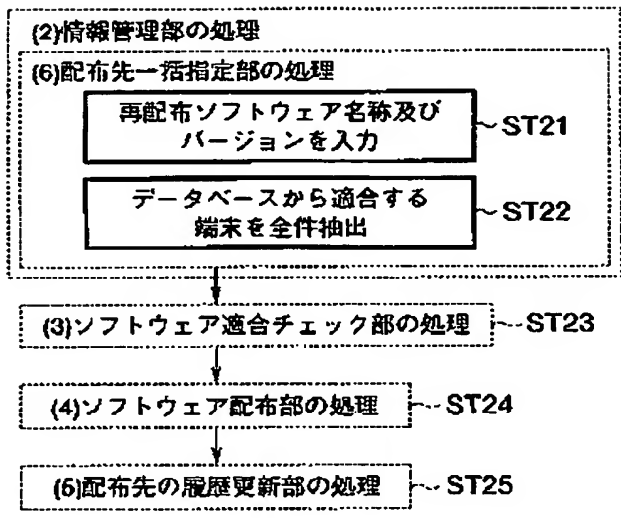 (2)情報管理部の処理
(6)配布先一括指定部の処理
再配布ソフトウェア名称及び
バージョンを入力
ST21
データベースから適合する
端末を全件抽出
ST22
(3)ソフトウェア適合チェック部の処理
ST23
(4)ソフトウェア配布部の処理
ST24
(5)配布先の履歴更新部の処理
ST25